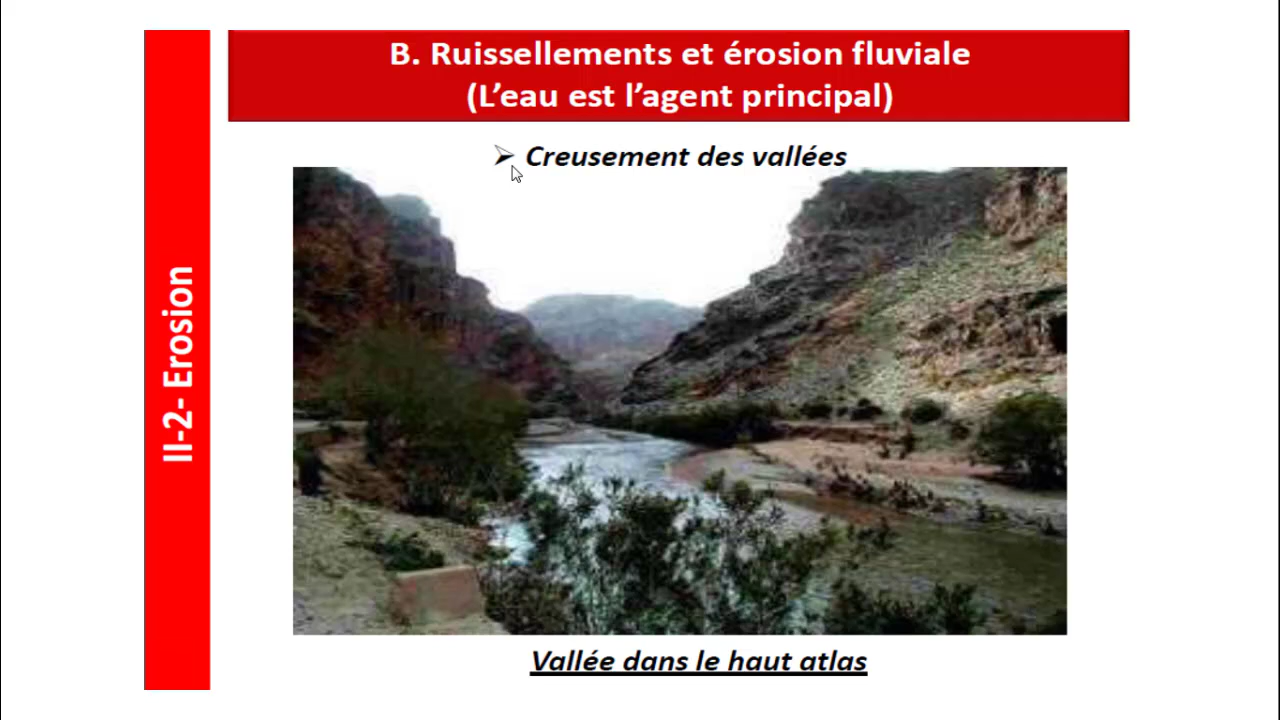 B. Ruissellements et érosion fluviale
(L’eau est l’agent principal)
➢ Creusement des vallées
II-2- Erosion
Vallée dans le haut atlas